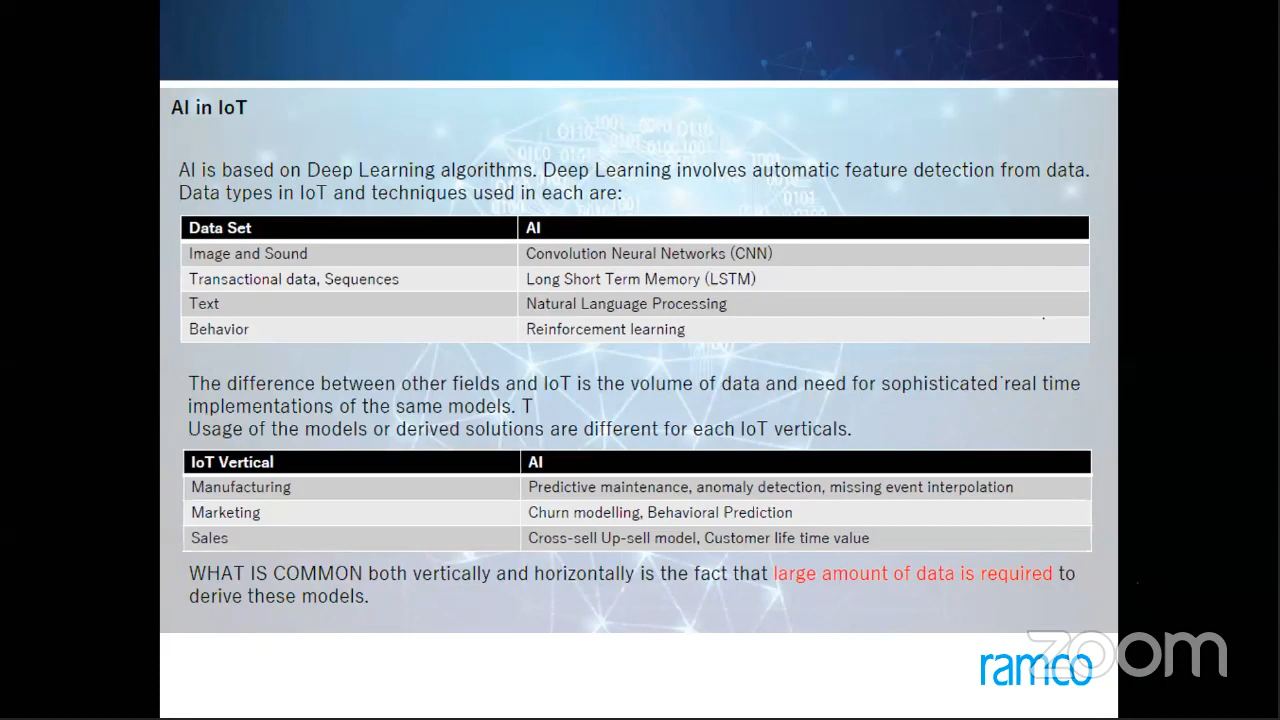 AI in IoT
AI is based on Deep Learning algorithms. Deep Learning involves automatic feature detection from data.
Data types in IoT and techniques used in each are:
Data Set AI
Image and Sound Convolution Neural Networks (CNN)
Transactional data, Sequences Long Short Term Memory (LSTM)
Text Natural Language Processing
Behavior Reinforcement learning
The difference between other fields and IoT is the volume of data and need for sophisticated real time
implementations of the same models. T
Usage of the models or derived solutions are different for each IoT verticals.
IoT Vertical AI
Manufacturing Predictive maintenance, anomaly detection, missing event interpolation
Marketing Churn modelling, Behavioral Prediction
Sales Cross-sell Up-sell model, Customer life time value
WHAT IS COMMON both vertically and horizontally is the fact that large amount of data is required to
derive these models.
ramco
zoom